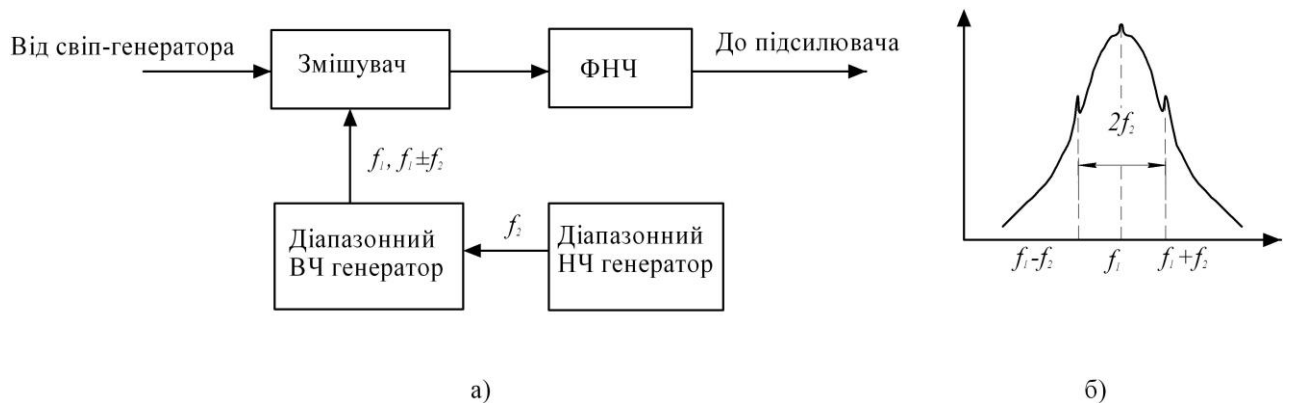 Від свіп-генератора
Змішувач
ФНЧ
До підсилювача
f₁, f₁±f₂
Діапазонний
ВЧ генератор
f₂
Діапазонний
НЧ генератор
2f₂
f₁-f₂
f₁
f₁+f₂
а)
б)